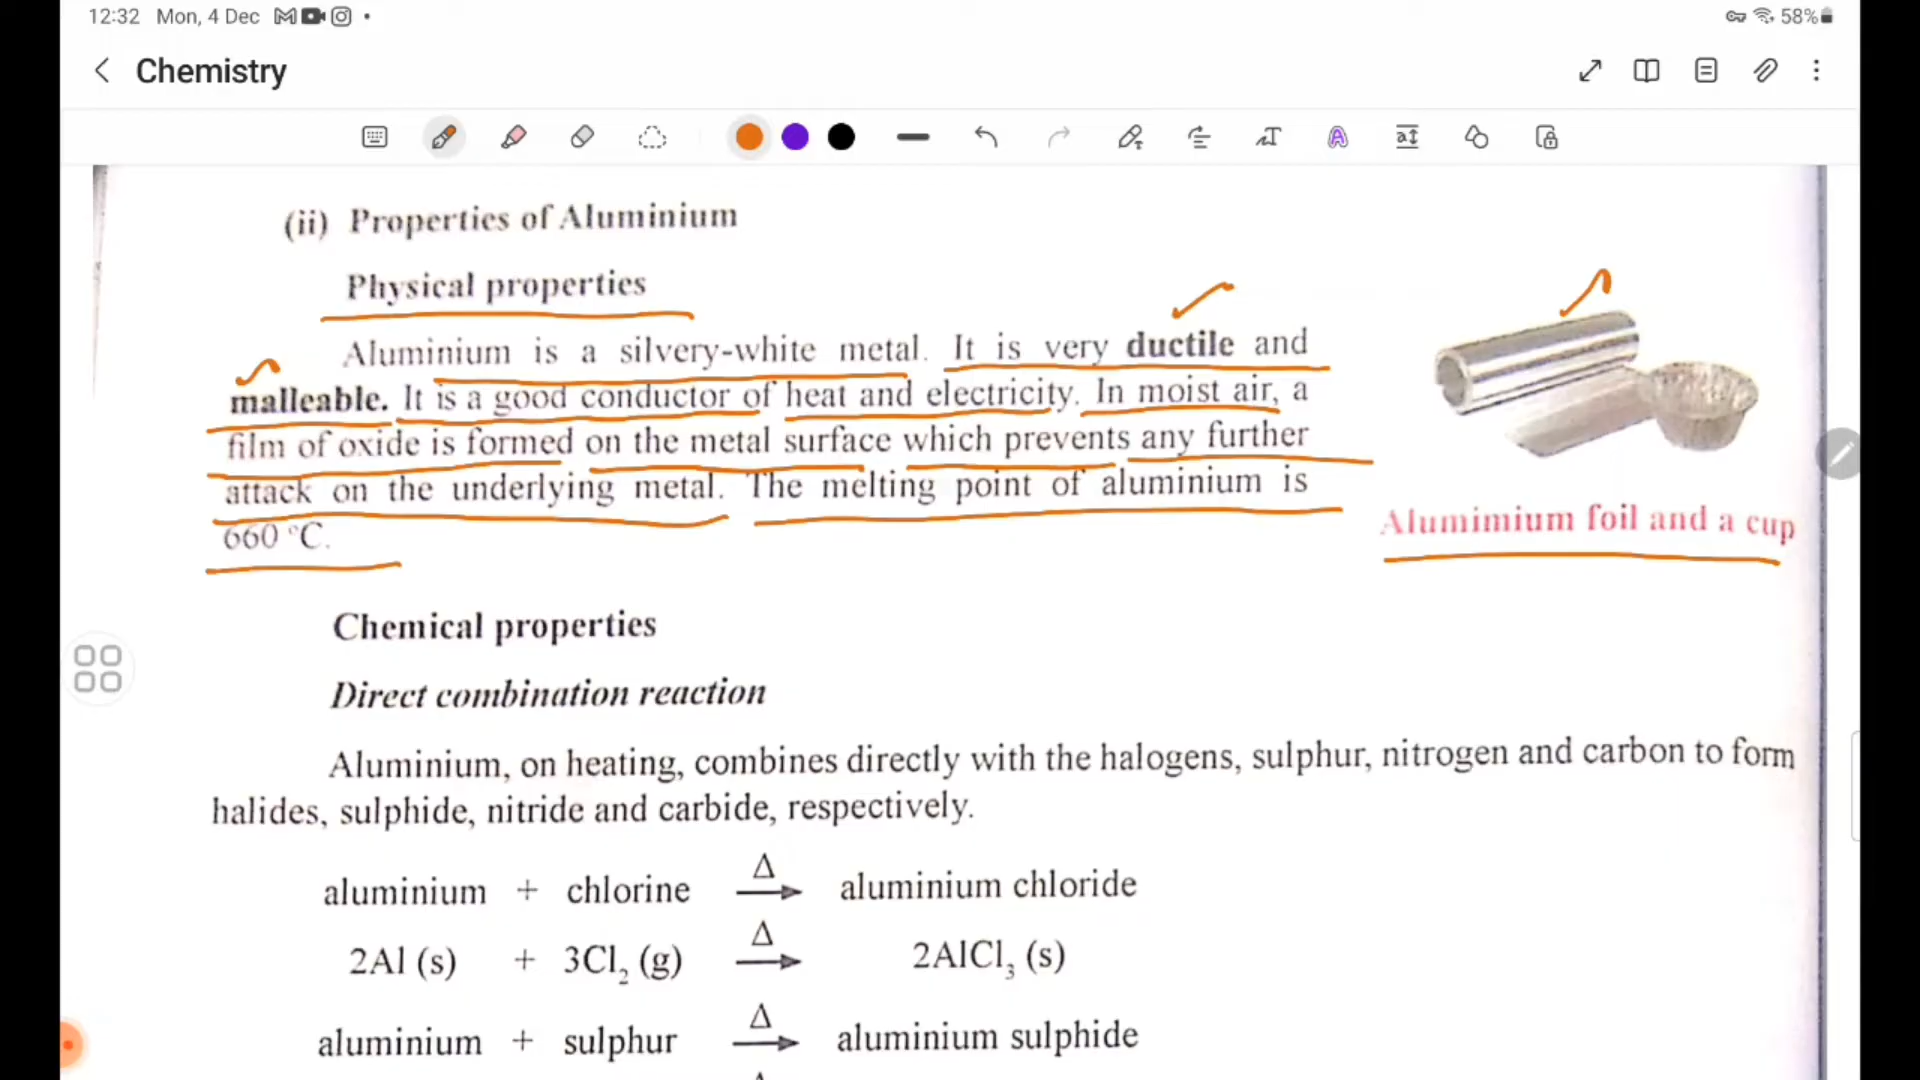 12:32 Mon, 4 Dec
58%
Chemistry
(ii) Properties of Aluminium
Physical properties
Aluminium is a silvery-white metal. It is very ductile and
malleable. It is a good conductor of heat and electricity. In moist air, a
film of oxide is formed on the metal surface which prevents any further
attack on the underlying metal. The melting point of aluminium is
660 °C.
Alumimium foil and a cup
Chemical properties
Direct combination reaction
Aluminium, on heating, combines directly with the halogens, sulphur, nitrogen and carbon to form
halides, sulphide, nitride and carbide, respectively.
aluminium + chlorine Δ→ aluminium chloride
2Al (s) + 3Cl₂ (g) Δ→ 2AlCl₃ (s)
aluminium + sulphur Δ→ aluminium sulphide